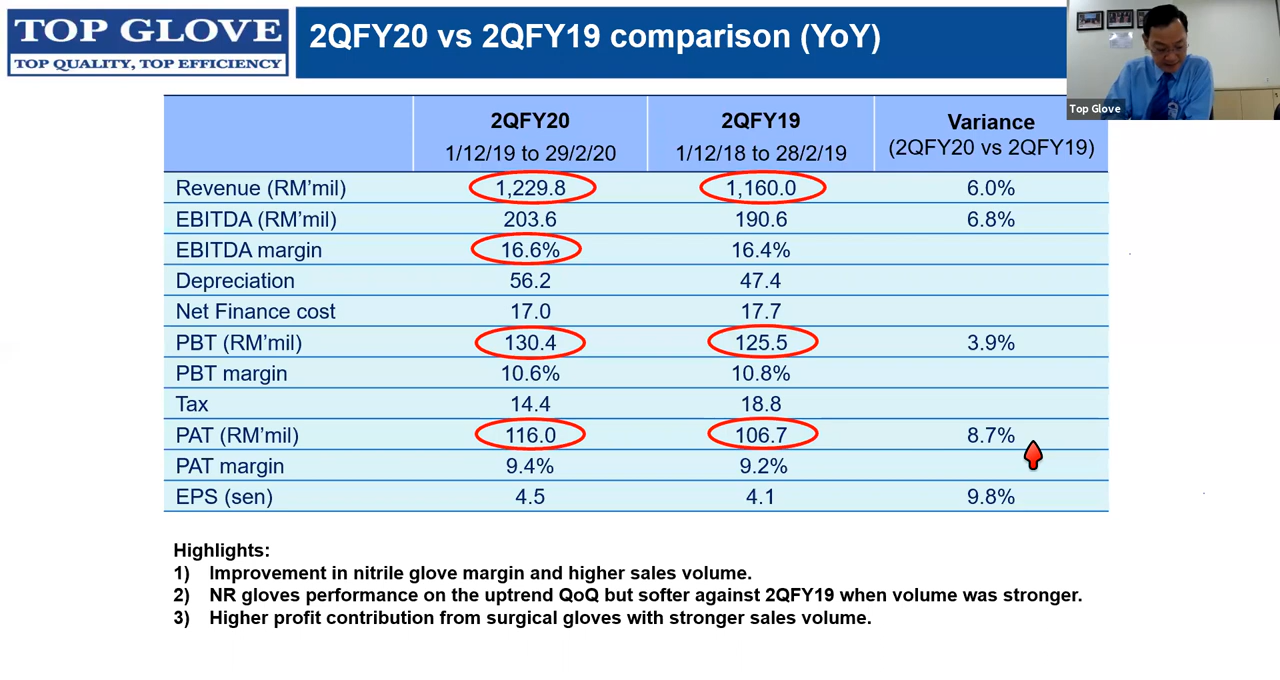 TOP GLOVE
TOP QUALITY, TOP EFFICIENCY
2QFY20 vs 2QFY19 comparison (YoY)
Top Glove
2QFY20 2QFY19 Variance
1/12/19 to 29/2/20 1/12/18 to 28/2/19 (2QFY20 vs 2QFY19)
Revenue (RM'mil) 1,229.8 1,160.0 6.0%
EBITDA (RM'mil) 203.6 190.6 6.8%
EBITDA margin 16.6% 16.4%
Depreciation 56.2 47.4
Net Finance cost 17.0 17.7
PBT (RM'mil) 130.4 125.5 3.9%
PBT margin 10.6% 10.8%
Tax 14.4 18.8
PAT (RM'mil) 116.0 106.7 8.7%
PAT margin 9.4% 9.2%
EPS (sen) 4.5 4.1 9.8%
Highlights:
1) Improvement in nitrile glove margin and higher sales volume.
2) NR gloves performance on the uptrend QoQ but softer against 2QFY19 when volume was stronger.
3) Higher profit contribution from surgical gloves with stronger sales volume.